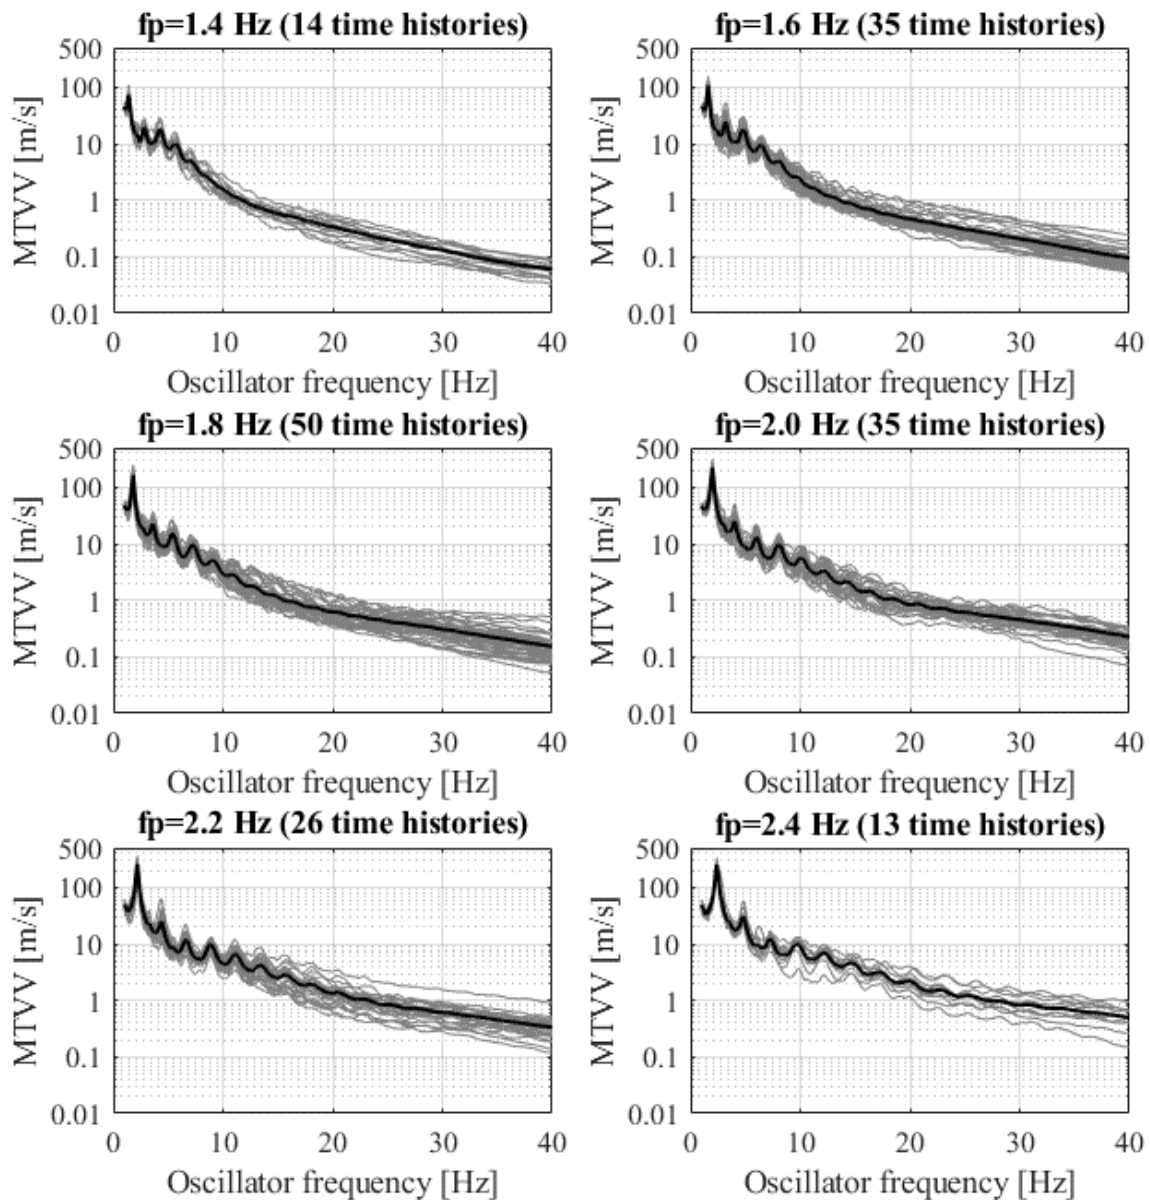 fp=1.4 Hz (14 time histories)
500
100
10
1
0.1
0.01
MTVV [m/s]
0 10 20 30 40
Oscillator frequency [Hz]
fp=1.6 Hz (35 time histories)
500
100
10
1
0.1
0.01
MTVV [m/s]
0 10 20 30 40
Oscillator frequency [Hz]
fp=1.8 Hz (50 time histories)
500
100
10
1
0.1
0.01
MTVV [m/s]
0 10 20 30 40
Oscillator frequency [Hz]
fp=2.0 Hz (35 time histories)
500
100
10
1
0.1
0.01
MTVV [m/s]
0 10 20 30 40
Oscillator frequency [Hz]
fp=2.2 Hz (26 time histories)
500
100
10
1
0.1
0.01
MTVV [m/s]
0 10 20 30 40
Oscillator frequency [Hz]
fp=2.4 Hz (13 time histories)
500
100
10
1
0.1
0.01
MTVV [m/s]
0 10 20 30 40
Oscillator frequency [Hz]